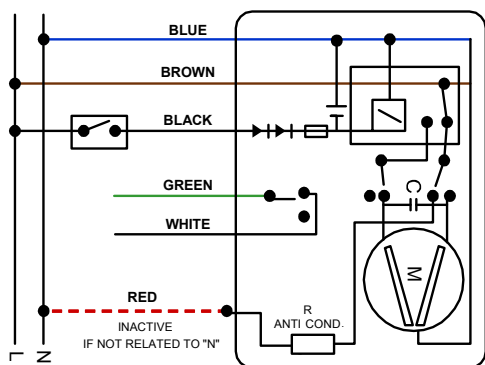 BLUE
BROWN
BLACK
GREEN
WHITE
RED
INACTIVE
IF NOT RELATED TO "N"
R
ANTI COND.
C
M
L
N